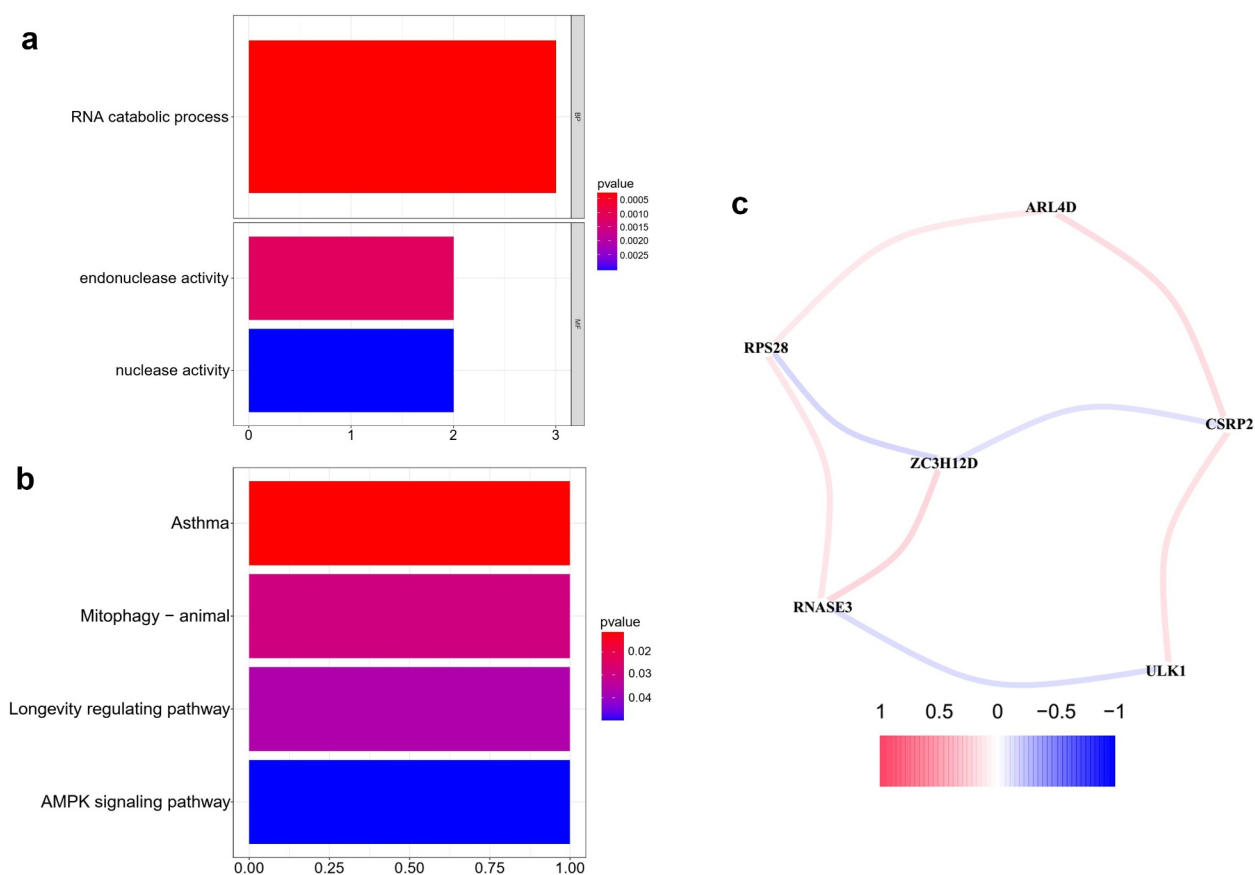 a
RNA catabolic process
BP
endonuclease activity
nuclease activity
MF
0 1 2 3
pvalue
0.0005
0.0010
0.0015
0.0020
0.0025
b
Asthma
Mitophagy − animal
Longevity regulating pathway
AMPK signaling pathway
0.00 0.25 0.50 0.75 1.00
pvalue
0.02
0.03
0.04
c
ARL4D
RPS28
CSRP2
ZC3H12D
RNASE3
ULK1
1 0.5 0 −0.5 −1